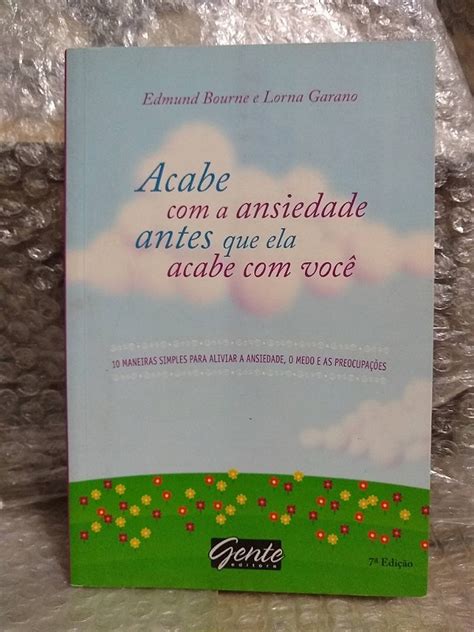 Edmund Bourne e Lorna Garano
Acabe
com a ansiedade
antes que ela
acabe com você
10 MANEIRAS SIMPLES PARA ALIVIAR A ANSIEDADE, O MEDO E AS PREOCUPAÇÕES
Gente
editora
7ª Edição